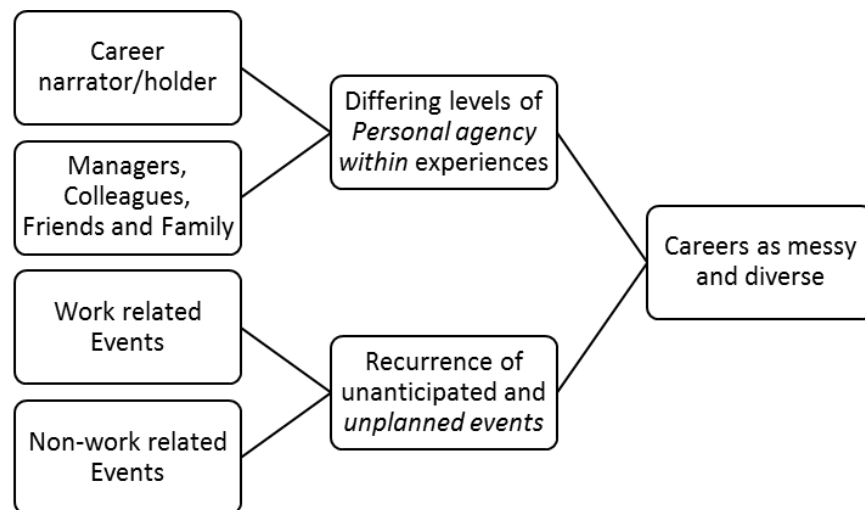 Career
narrator/holder
Managers,
Colleagues,
Friends and Family
Work related
Events
Non-work related
Events
Differing levels of
Personal agency
within experiences
Recurrence of
unanticipated and
unplanned events
Careers as messy
and diverse